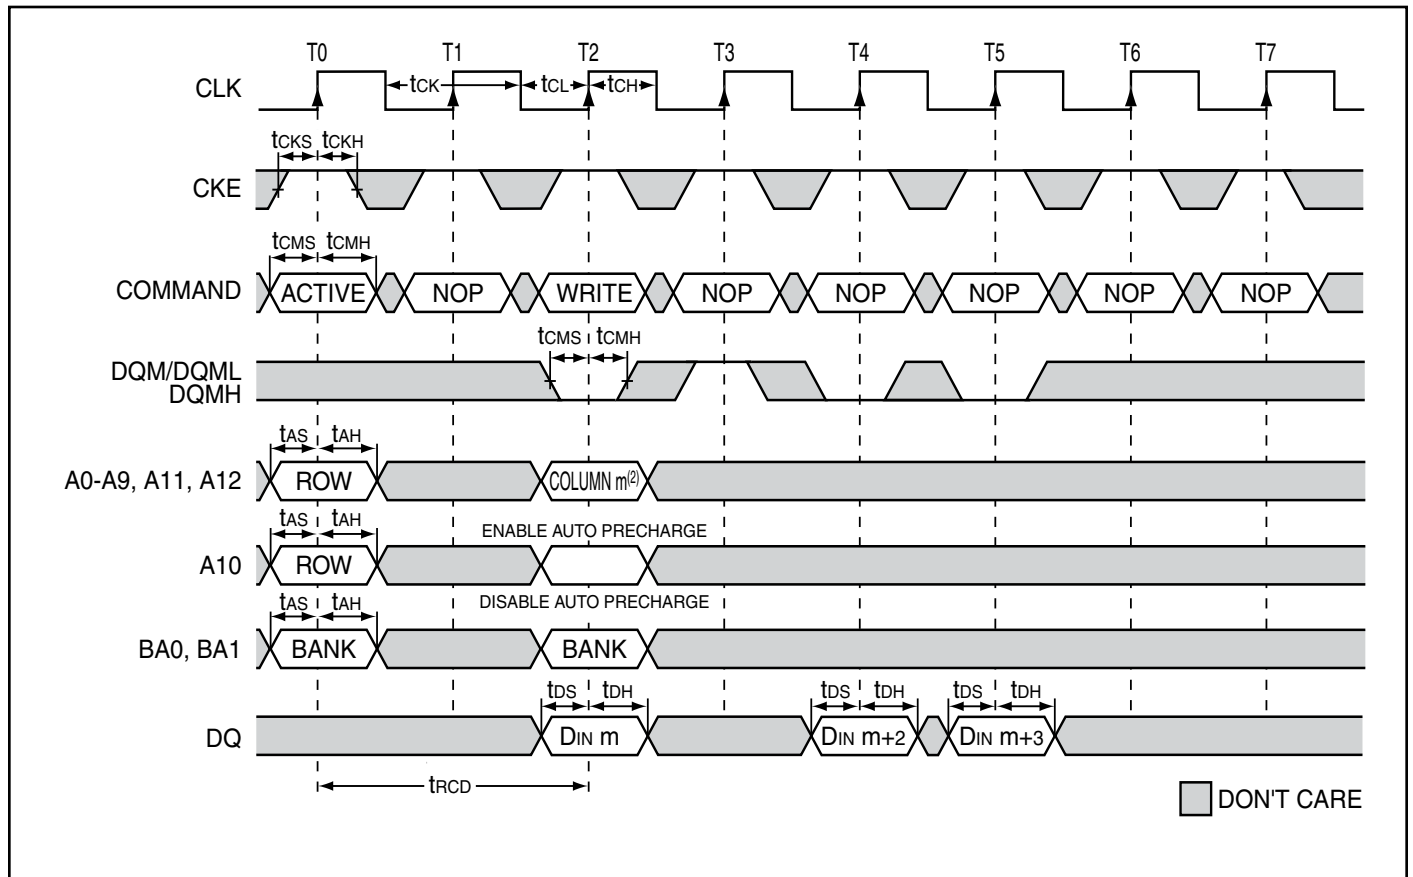 T0 T1 T2 T3 T4 T5 T6 T7
CLK
tCK tCL tCH
tCKS tCKH
CKE
tCMS tCMH
COMMAND ACTIVE NOP WRITE NOP NOP NOP NOP NOP
tCMS tCMH
DQM/DQML
DQMH
tAS tAH
A0-A9, A11, A12 ROW COLUMN m(2)
tAS tAH ENABLE AUTO PRECHARGE
A10 ROW
tAS tAH DISABLE AUTO PRECHARGE
BA0, BA1 BANK BANK
tDS tDH tDS tDH tDS tDH
DQ DIN m DIN m+2 DIN m+3
tRCD
DON'T CARE